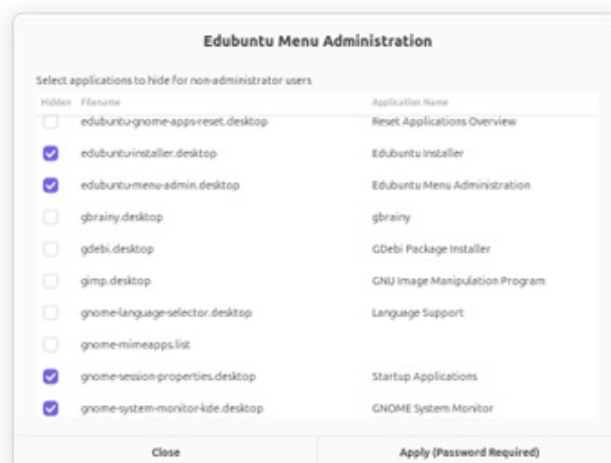 Edubuntu Menu Administration
Select applications to hide for non-administrator users
Hidden Filename Application Name
edubuntu-gnome-apps-reset.desktop Reset Applications Overview
edubuntu-installer.desktop Edubuntu Installer
edubuntu-menu-admin.desktop Edubuntu Menu Administration
gbrainy.desktop gbrainy
gdebi.desktop GDebi Package Installer
gimp.desktop GNU Image Manipulation Program
gnome-language-selector.desktop Language Support
gnome-mimeapps.list
gnome-session-properties.desktop Startup Applications
gnome-system-monitor-kde.desktop GNOME System Monitor
Close Apply (Password Required)